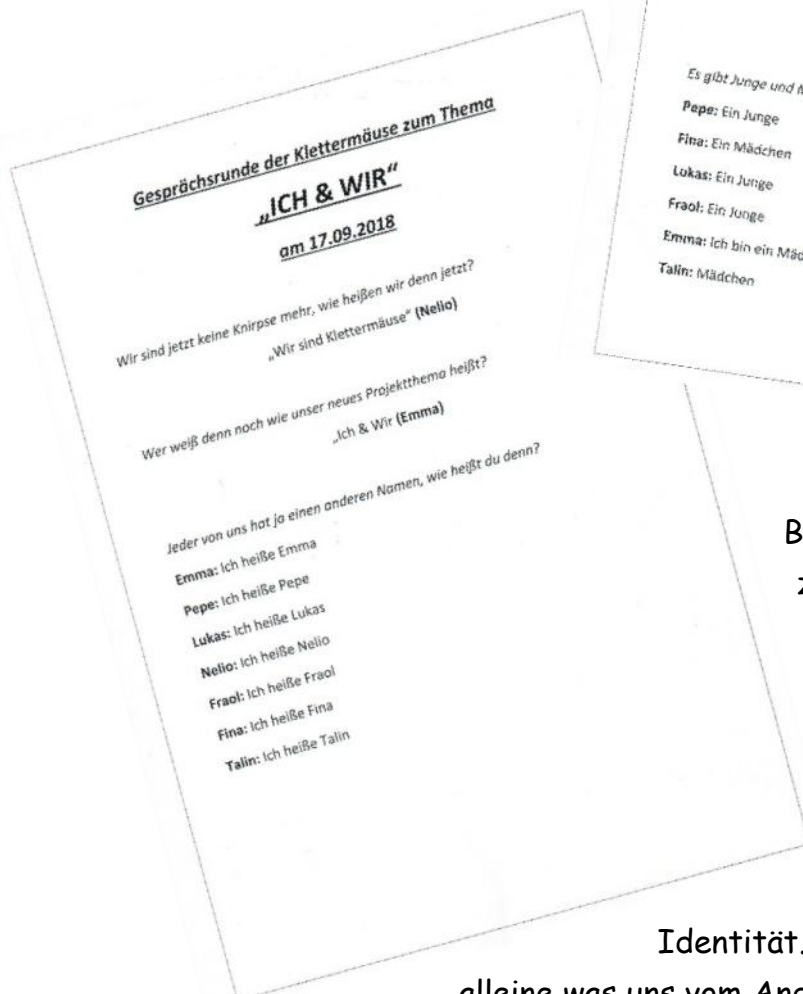 Gesprächsrunde der Klettermäuse zum Thema
„ICH & WIR“
am 17.09.2018
Wir sind jetzt keine Knirpse mehr, wie heißen wir denn jetzt?
„Wir sind Klettermäuse“ (Nelio)
Wer weiß denn noch wie unser neues Projektthema heißt?
„Ich & Wir (Emma)
Jeder von uns hat ja einen anderen Namen, wie heißt du denn?
Emma: Ich heiße Emma
Pepe: Ich heiße Pepe
Lukas: Ich heiße Lukas
Nelio: Ich heiße Nelio
Fraol: Ich heiße Fraol
Fina: Ich heiße Fina
Talin: Ich heiße Talin
Es gibt Junge und
Pepe: Ein Junge
Fina: Ein Mädchen
Lukas: Ein Junge
Fraol: Ein Junge
Emma: Ich bin ein
Talin: Mädchen
Identität.
alleine was uns vom